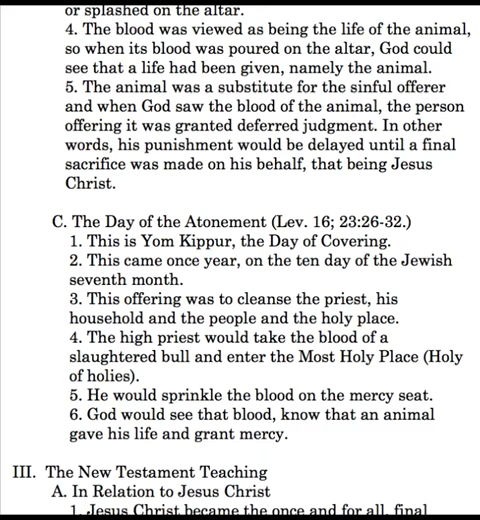 or splashed on the altar.
4. The blood was viewed as being the life of the animal,
so when its blood was poured on the altar, God could
see that a life had been given, namely the animal.
5. The animal was a substitute for the sinful offerer
and when God saw the blood of the animal, the person
offering it was granted deferred judgment. In other
words, his punishment would be delayed until a final
sacrifice was made on his behalf, that being Jesus
Christ.
C. The Day of the Atonement (Lev. 16; 23:26-32.)
1. This is Yom Kippur, the Day of Covering.
2. This came once year, on the ten day of the Jewish
seventh month.
3. This offering was to cleanse the priest, his
household and the people and the holy place.
4. The high priest would take the blood of a
slaughtered bull and enter the Most Holy Place (Holy
of holies).
5. He would sprinkle the blood on the mercy seat.
6. God would see that blood, know that an animal
gave his life and grant mercy.
III. The New Testament Teaching
A. In Relation to Jesus Christ
1. Jesus Christ became the once and for all, final